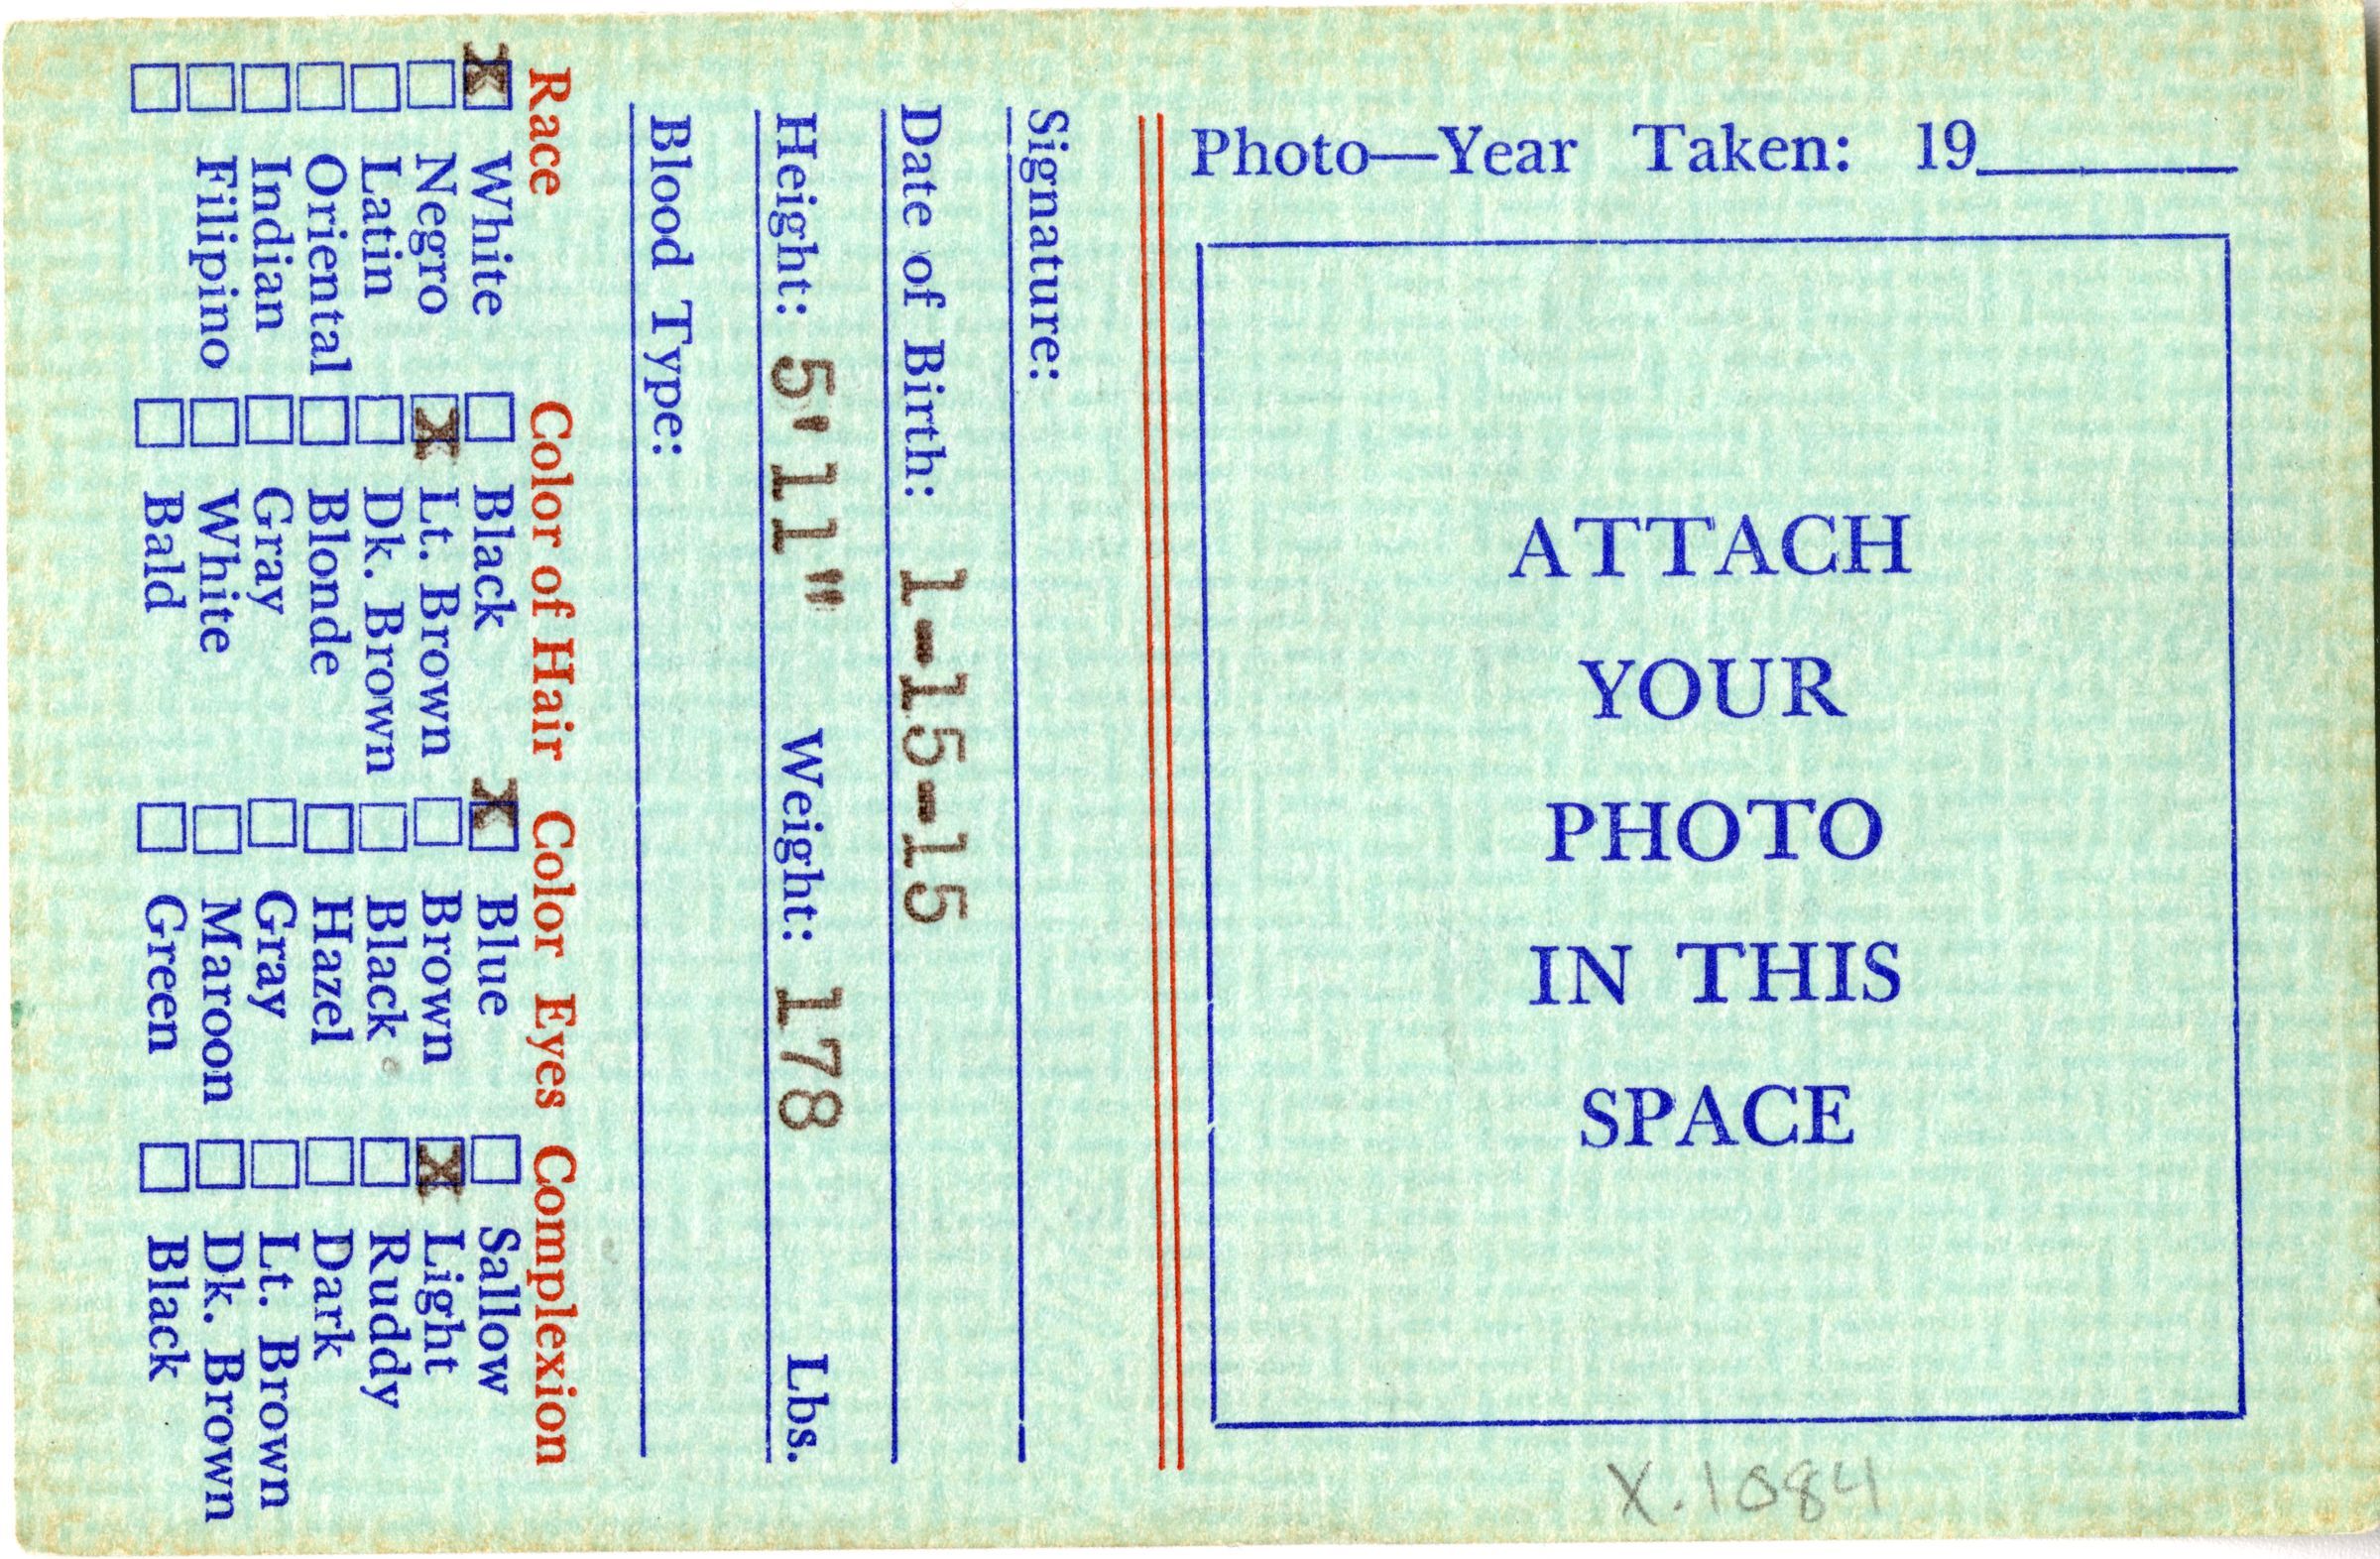 Photo—Year Taken: 19
ATTACH
YOUR
PHOTO
IN THIS
SPACE
X.1084
Signature:
Date of Birth: 1-15-15
Height: 5'11" Weight: 178 Lbs.
Blood Type:
Race Color of Hair Color Eyes Complexion
X White Black X Blue Sallow
Negro X Lt. Brown Brown X Light
Latin Dk. Brown Black Ruddy
Oriental Blonde Hazel Dark
Indian Gray Gray Lt. Brown
Filipino White Maroon Dk. Brown
Bald Green Black